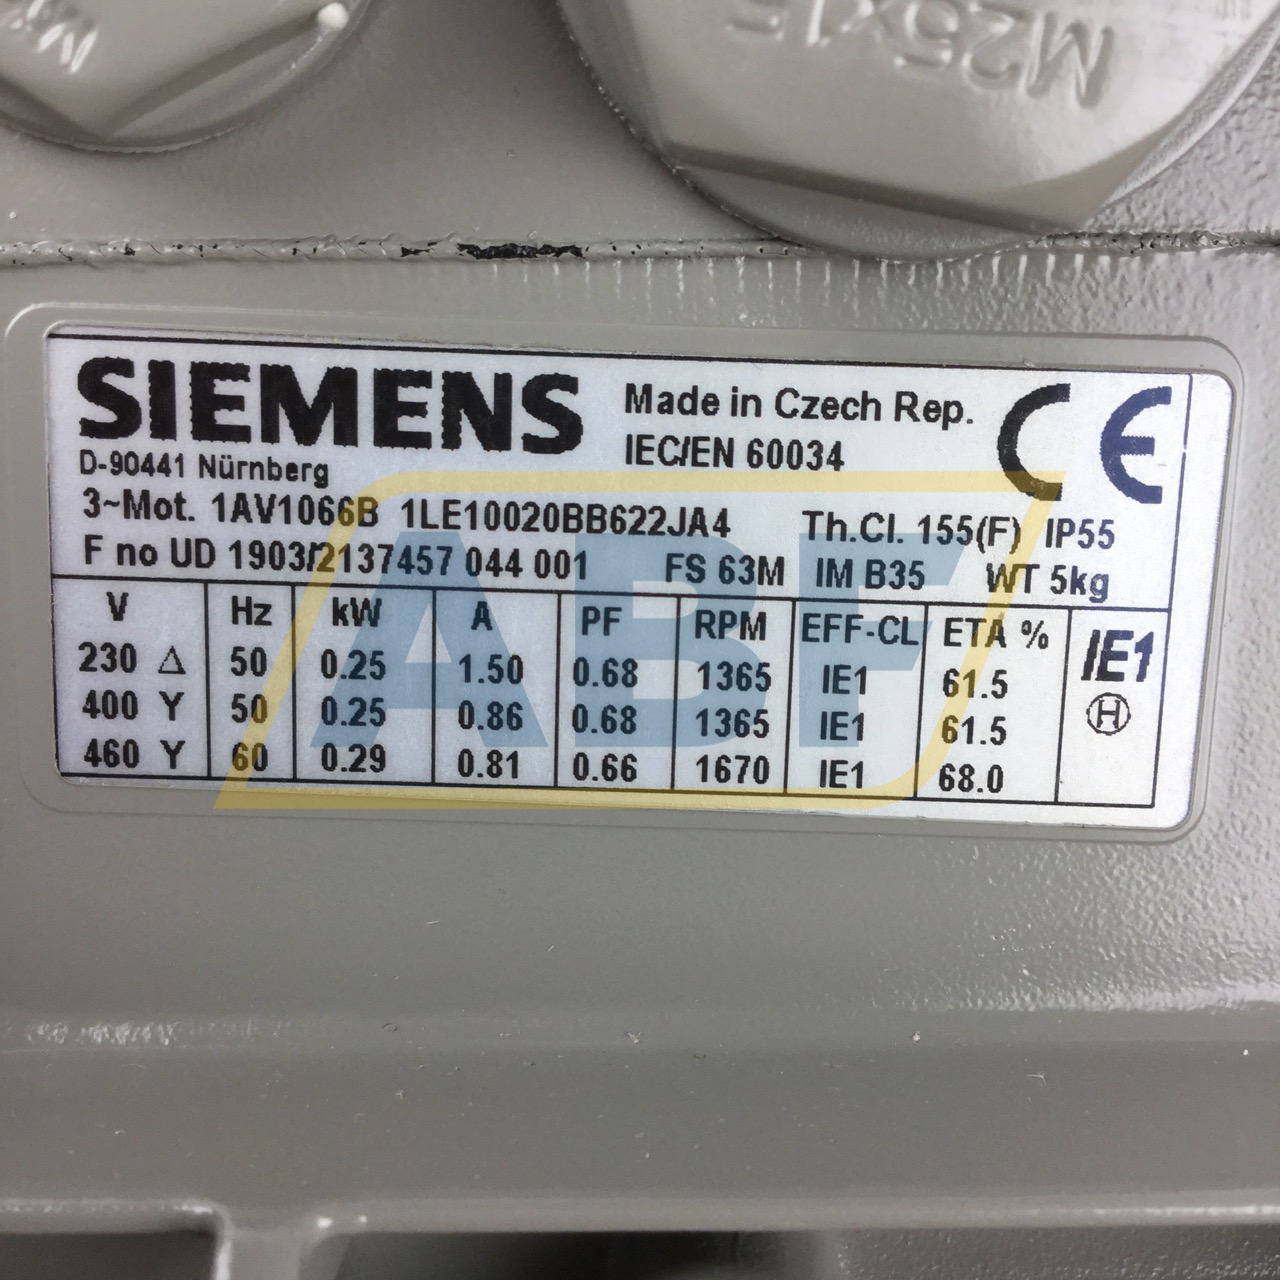 M25x1.5
SIEMENS
Made in Czech Rep.
IEC/EN 60034
CE
D-90441 Nürnberg
3~Mot. 1AV1066B 1LE10020BB622JA4 Th.Cl. 155(F) IP55
F no UD 1903/2137457 044 001 FS 63M IM B35 WT 5kg
V Hz kW A PF RPM EFF-CL ETA % IE1
230 Δ 50 0.25 1.50 0.68 1365 IE1 61.5
400 Y 50 0.25 0.86 0.68 1365 IE1 61.5 H
460 Y 60 0.29 0.81 0.66 1670 IE1 68.0
ABF